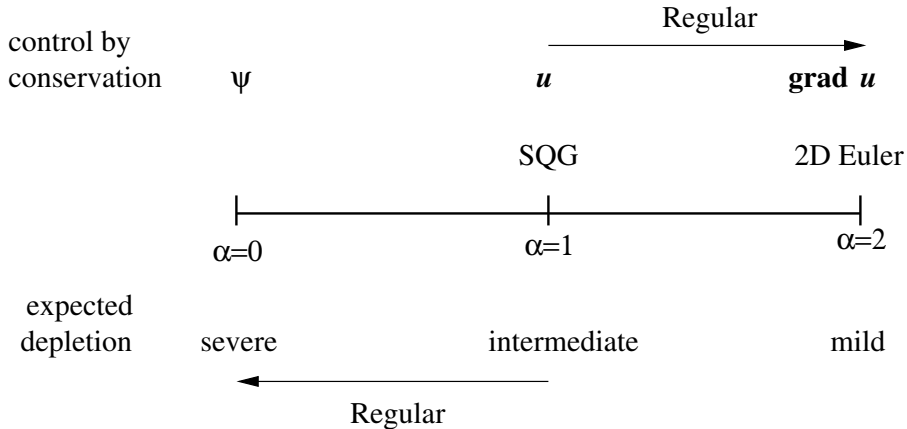 Regular
control by
conservation ψ u grad u
SQG 2D Euler
α=0 α=1 α=2
expected
depletion severe intermediate mild
Regular